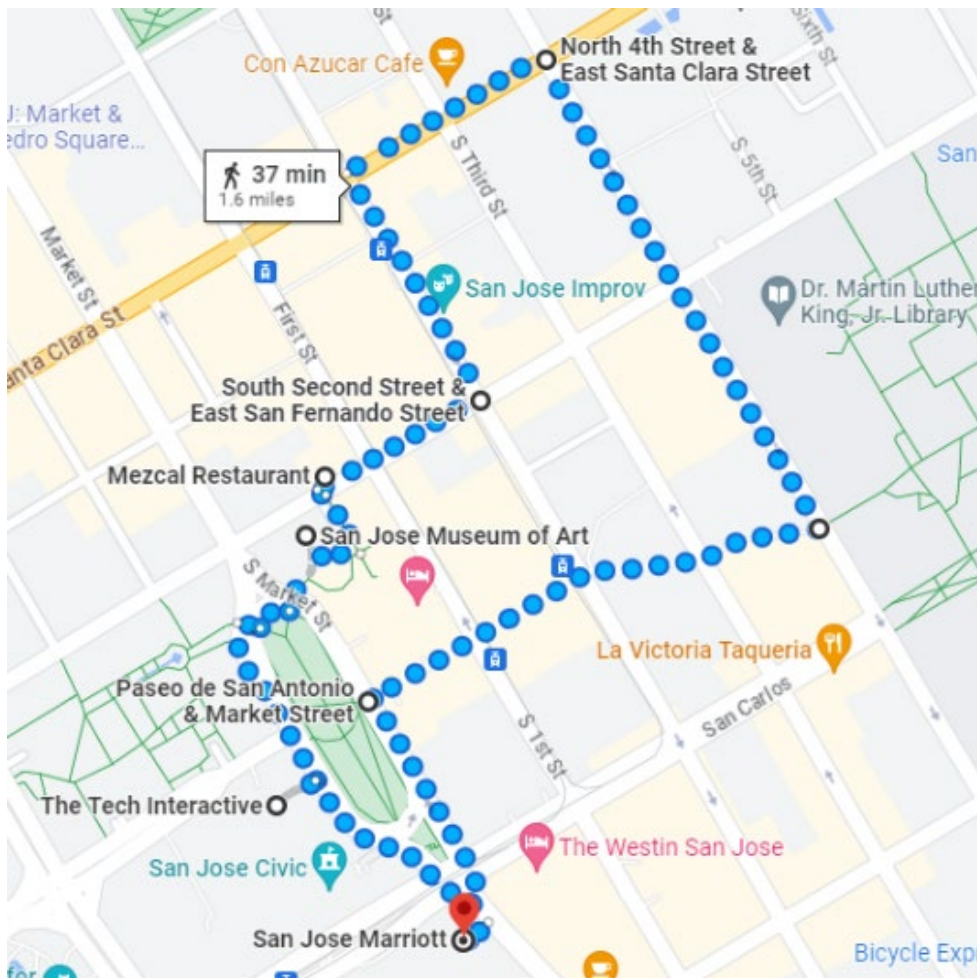 North 4th Street &
East Santa Clara Street
Con Azucar Cafe
J: Market &
edro Square...
37 min
1.6 miles
S Third St
S 5th St
Sixth St
San
Market St
First St
San Jose Improv
Dr. Martin Luther
King, Jr. Library
anta Clara St
South Second Street &
East San Fernando Street
Mezcal Restaurant
San Jose Museum of Art
S Market St
La Victoria Taqueria
Paseo de San Antonio
& Market Street
San Carlos
S 1st St
The Tech Interactive
San Jose Civic
The Westin San Jose
San Jose Marriott
Bicycle Exp